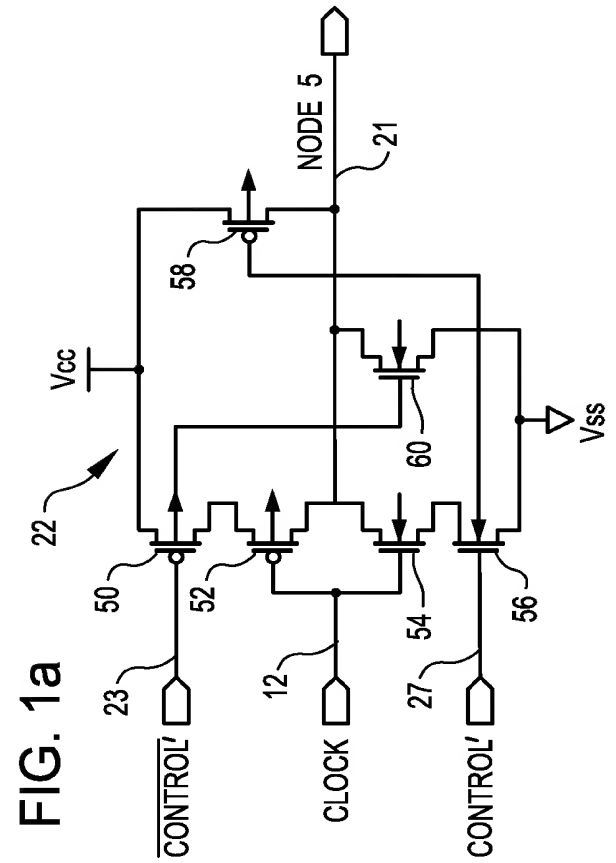 FIG. 1a
22
Vcc
50
58
23
CONTROL'
52
NODE 5
21
12
CLOCK
60
54
27
CONTROL'
56
Vss